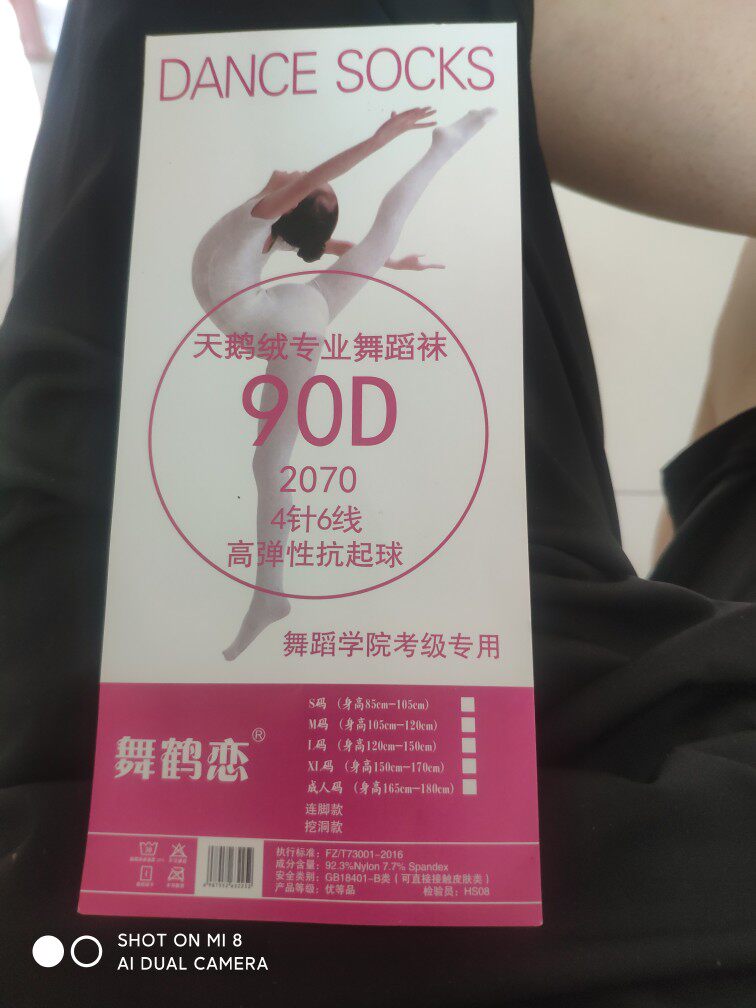 DANCE SOCKS
天鹅绒专业舞蹈袜
90D
2070
4针6线
高弹性抗起球
舞蹈学院考级专用
S码 (身高85cm-105cm)
M码 (身高105cm-120cm)
L码 (身高120cm-150cm)
XL码 (身高150cm-170cm)
成人码 (身高165cm-180cm)
连脚款
挖洞款
舞鹤恋®
执行标准: FZ/T73001-2016
成分含量: 92.3%Nylon 7.7% Spandex
安全类别: GB18401-B类 (可直接接触皮肤类)
产品等级: 优等品 检验员: HS08
SHOT ON MI 8
AI DUAL CAMERA